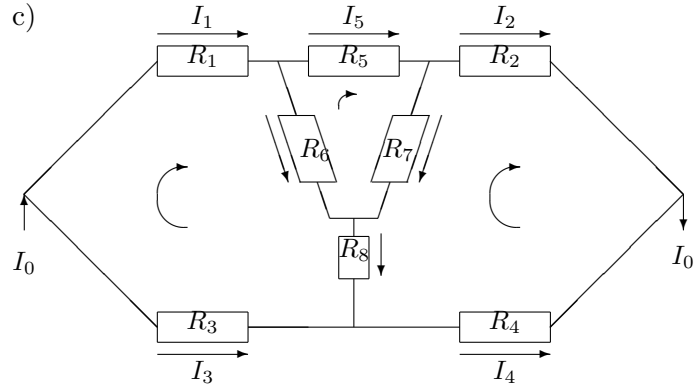 c)
I₁ I₅ I₂
R₁ R₅ R₂
R₆ R₇
R₈
I₀ I₀
R₃ R₄
I₃ I₄